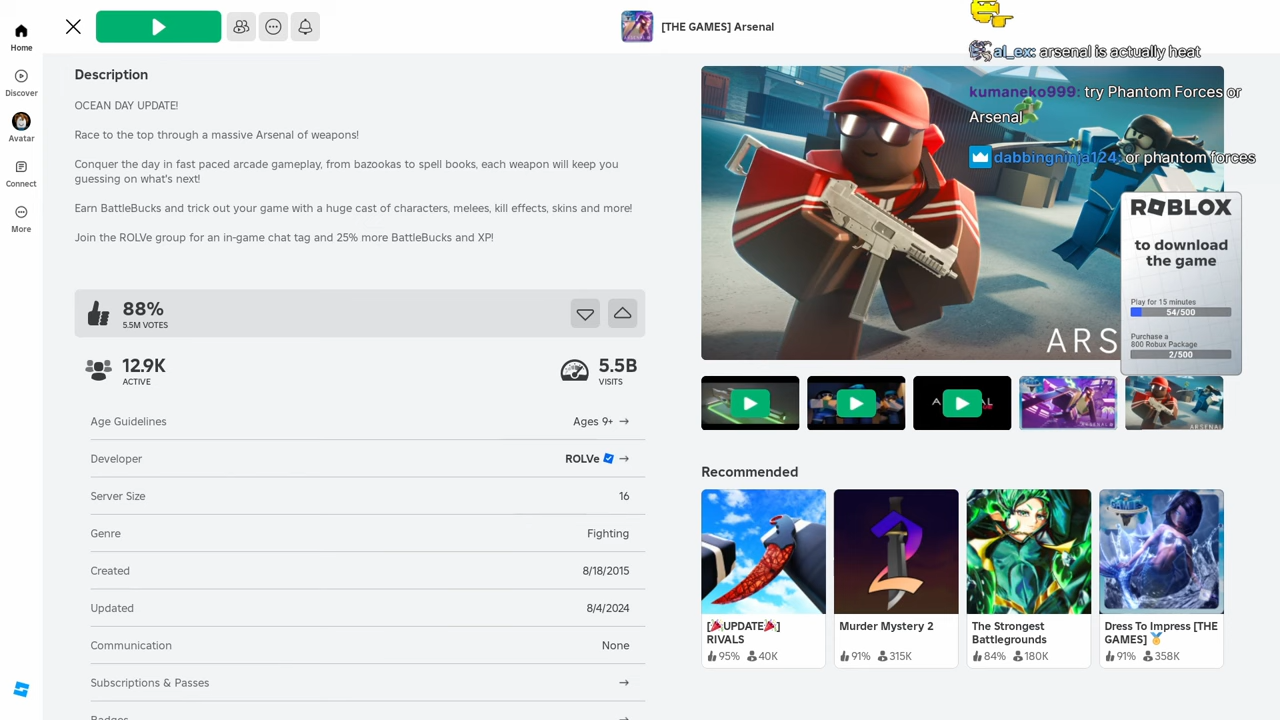 Home
Discover
Avatar
Connect
More
[THE GAMES] Arsenal
Description
OCEAN DAY UPDATE!
Race to the top through a massive Arsenal of weapons!
Conquer the day in fast paced arcade gameplay, from bazookas to spell books, each weapon will keep you
guessing on what's next!
Earn BattleBucks and trick out your game with a huge cast of characters, melees, kill effects, skins and more!
Join the ROLVe group for an in-game chat tag and 25% more BattleBucks and XP!
88%
5.5M VOTES
12.9K
ACTIVE
5.5B
VISITS
Age Guidelines
Ages 9+
Developer
ROLVe
Server Size
16
Genre
Fighting
Created
8/18/2015
Updated
8/4/2024
Communication
None
Subscriptions & Passes
Badges
al_ex: arsenal is actually heat
kumaneko999: try Phantom Forces or
Arsenal
dabbingninja124: or phantom forces
ROBLOX
to download
the game
Play for 15 minutes
54/500
Purchase a
800 Robux Package
2/500
ARS
ARSENAL
Recommended
[🎉UPDATE🎉]
RIVALS
95% 40K
Murder Mystery 2
91% 315K
The Strongest
Battlegrounds
84% 180K
Dress To Impress [THE
GAMES] 🏅
91% 358K